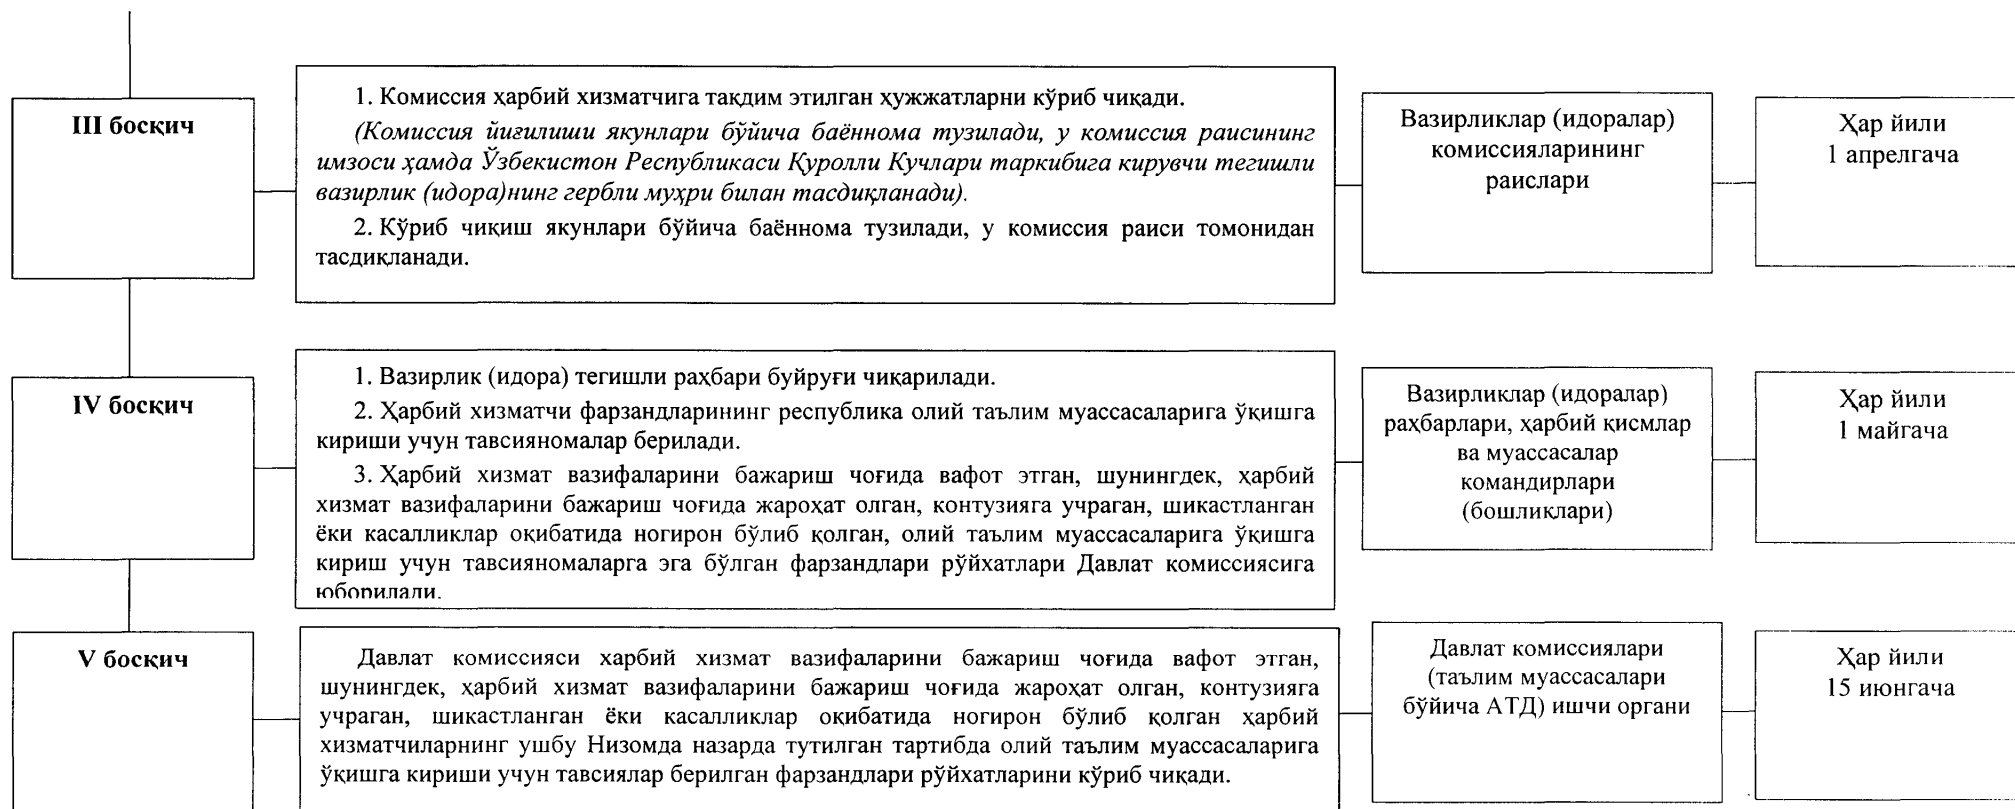 III босқич
1. Комиссия ҳарбий хизматчига тақдим этилган ҳужжатларни кўриб чиқади.
(Комиссия йиғилиши якунлари бўйича баённома тузилади, у комиссия раисининг
имзоси ҳамда Ўзбекистон Республикаси Қуролли Кучлари таркибига кирувчи тегишли
вазирлик (идора)нинг гербли муҳри билан тасдиқланади).
2. Кўриб чиқиш якунлари бўйича баённома тузилади, у комиссия раиси томонидан
тасдиқланади.
Вазирликлар (идоралар)
комиссияларининг
раислари
Ҳар йили
1 апрелгача
IV босқич
1. Вазирлик (идора) тегишли раҳбари буйруғи чиқарилади.
2. Ҳарбий хизматчи фарзандларининг республика олий таълим муассасаларига ўқишга
кириши учун тавсияномалар берилади.
3. Ҳарбий хизмат вазифаларини бажариш чоғида вафот этган, шунингдек, ҳарбий
хизмат вазифаларини бажариш чоғида жароҳат олган, контузияга учраган, шикастланган
ёки касалликлар оқибатида ногирон бўлиб қолган, олий таълим муассасаларига ўқишга
кириш учун тавсияномаларга эга бўлган фарзандлари рўйхатлари Давлат комиссиясига
юборилади.
Вазирликлар (идоралар)
раҳбарлари, ҳарбий қисмлар
ва муассасалар
командирлари
(бошлиқлари)
Ҳар йили
1 майгача
V босқич
Давлат комиссияси харбий хизмат вазифаларини бажариш чоғида вафот этган,
шунингдек, ҳарбий хизмат вазифаларини бажариш чоғида жароҳат олган, контузияга
учраган, шикастланган ёки касалликлар оқибатида ногирон бўлиб қолган ҳарбий
хизматчиларнинг ушбу Низомда назарда тутилган тартибда олий таълим муассасаларига
ўқишга кириши учун тавсиялар берилган фарзандлари рўйхатларини кўриб чиқади.
Давлат комиссиялари
(таълим муассасалари
бўйича АТД) ишчи органи
Ҳар йили
15 июнгача